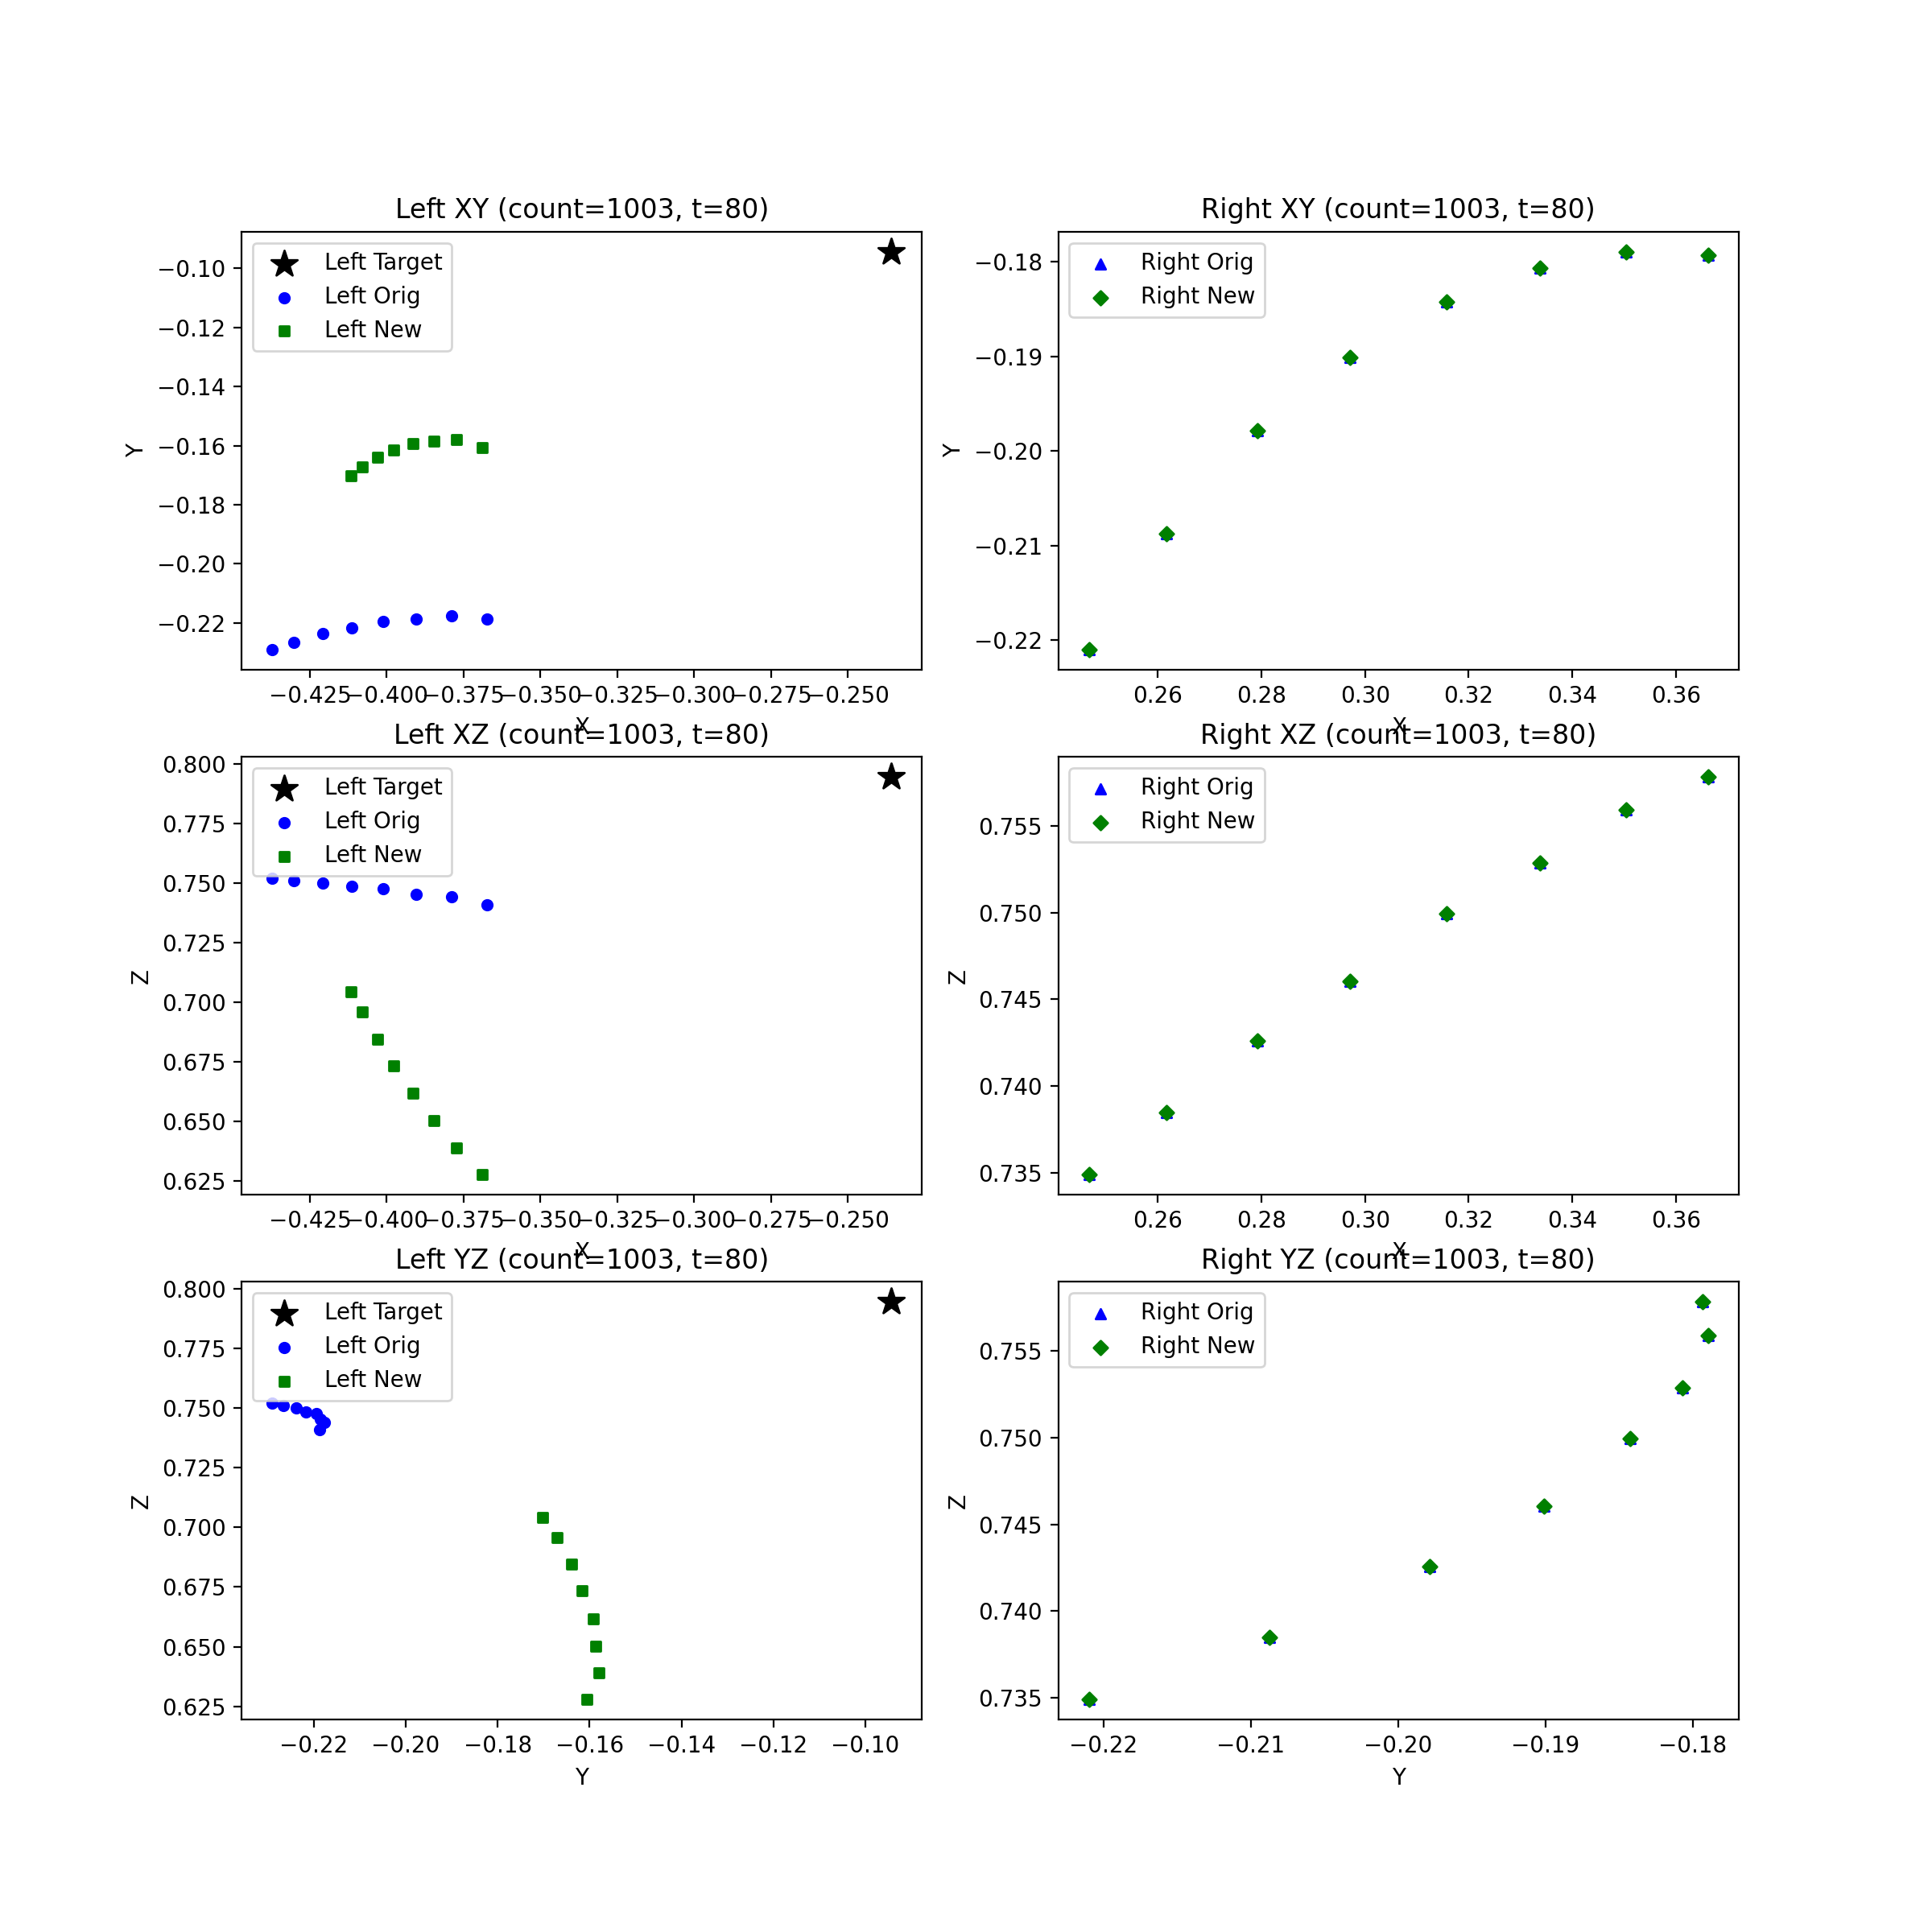 Left XY (count=1003, t=80)
Right XY (count=1003, t=80)
Left Target
Left Orig
Left New
Right Orig
Right New
−0.10
−0.12
−0.14
−0.16
−0.18
−0.20
−0.22
Y
−0.18
−0.19
−0.20
−0.21
−0.22
Y
−0.425 −0.400 −0.375 −0.350 −0.325 −0.300 −0.275 −0.250
X
0.26 0.28 0.30 0.32 0.34 0.36
X
Left XZ (count=1003, t=80)
Right XZ (count=1003, t=80)
Left Target
Left Orig
Left New
Right Orig
Right New
0.800
0.775
0.750
0.725
0.700
0.675
0.650
0.625
Z
0.755
0.750
0.745
0.740
0.735
Z
−0.425 −0.400 −0.375 −0.350 −0.325 −0.300 −0.275 −0.250
X
0.26 0.28 0.30 0.32 0.34 0.36
X
Left YZ (count=1003, t=80)
Right YZ (count=1003, t=80)
Left Target
Left Orig
Left New
Right Orig
Right New
0.800
0.775
0.750
0.725
0.700
0.675
0.650
0.625
Z
0.755
0.750
0.745
0.740
0.735
Z
−0.22 −0.20 −0.18 −0.16 −0.14 −0.12 −0.10
Y
−0.22 −0.21 −0.20 −0.19 −0.18
Y